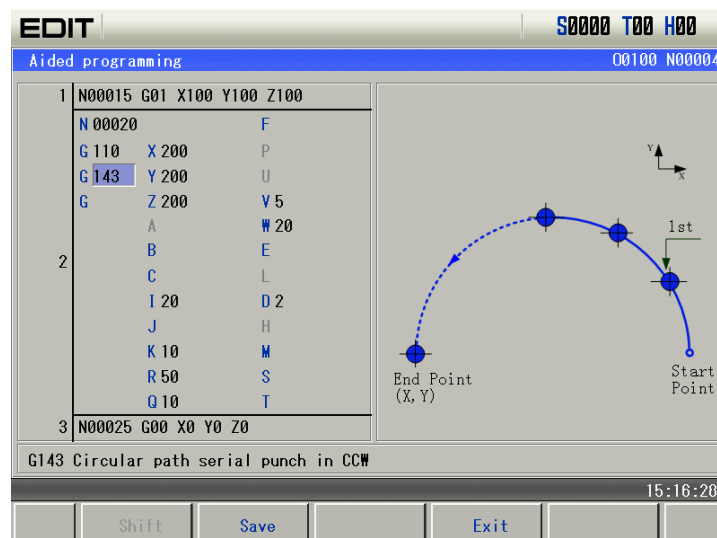 EDIT S0000 T00 H00
Aided programming O0100 N00004
1 N00015 G01 X100 Y100 Z100
N 00020 F
G 110 X 200 P
G 143 Y 200 U
G Z 200 V 5
A W 20
B E
2
C L
I 20 D 2
J H
K 10 M
R 50 S
Q 10 T
3 N00025 G00 X0 Y0 Z0
Y
X
1st
Start
Point
End Point
(X,Y)
G143 Circular path serial punch in CCW
15:16:28
Shift Save Exit